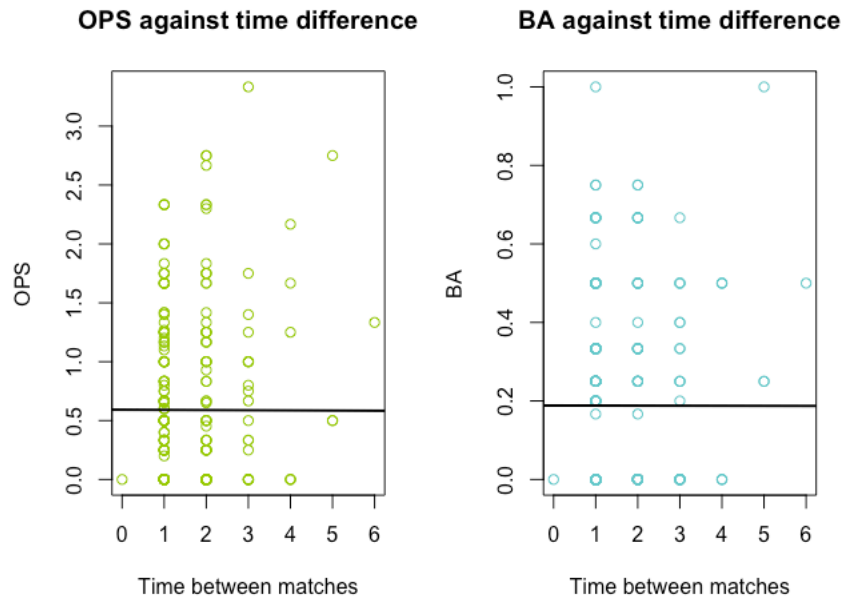 OPS against time difference
OPS
0.0 0.5 1.0 1.5 2.0 2.5 3.0
0 1 2 3 4 5 6
Time between matches
BA against time difference
BA
0.0 0.2 0.4 0.6 0.8 1.0
0 1 2 3 4 5 6
Time between matches